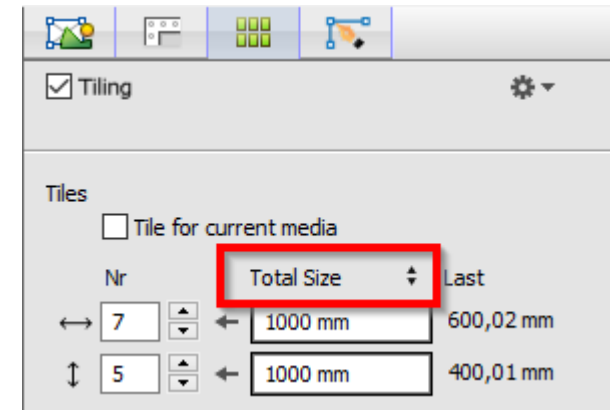 Tiling
Tiles
Tile for current media
Nr Total Size Last
7 1000 mm 600,02 mm
5 1000 mm 400,01 mm